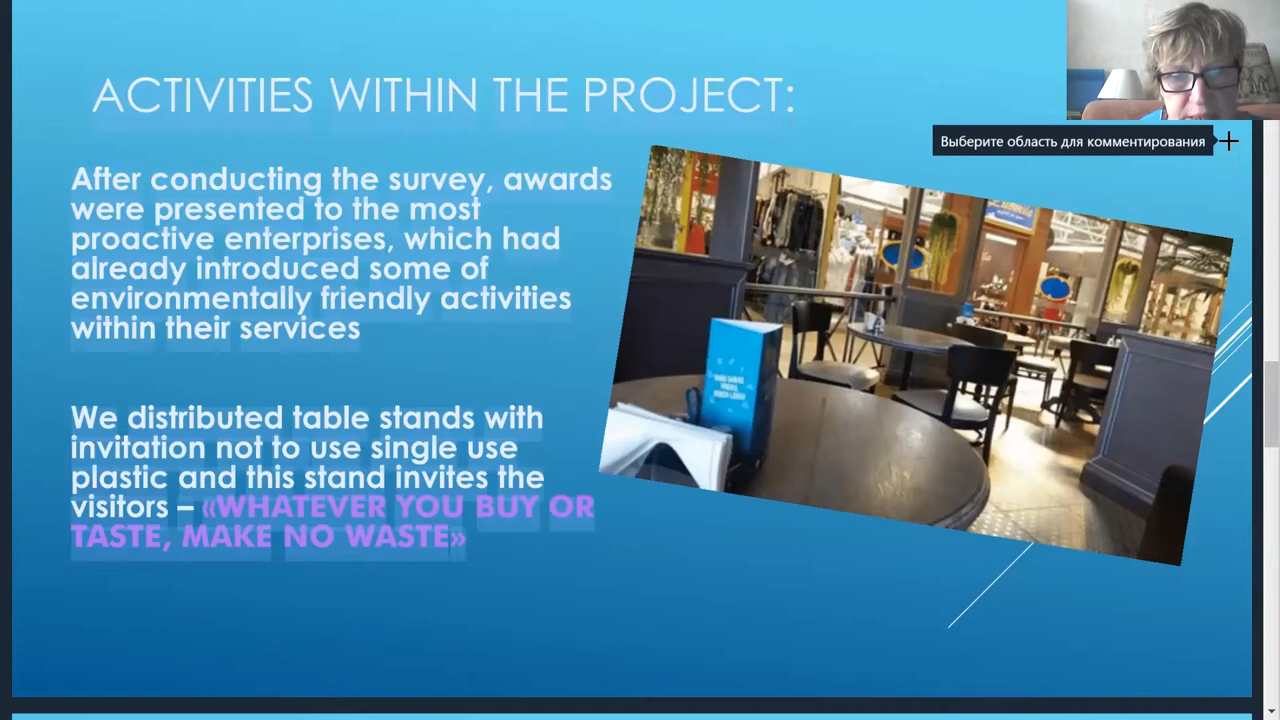 ACTIVITIES WITHIN THE PROJECT:
Выберите область для комментирования
After conducting the survey, awards
were presented to the most
proactive enterprises, which had
already introduced some of
environmentally friendly activities
within their services
We distributed table stands with
invitation not to use single use
plastic and this stand invites the
visitors – «WHATEVER YOU BUY OR
TASTE, MAKE NO WASTE»